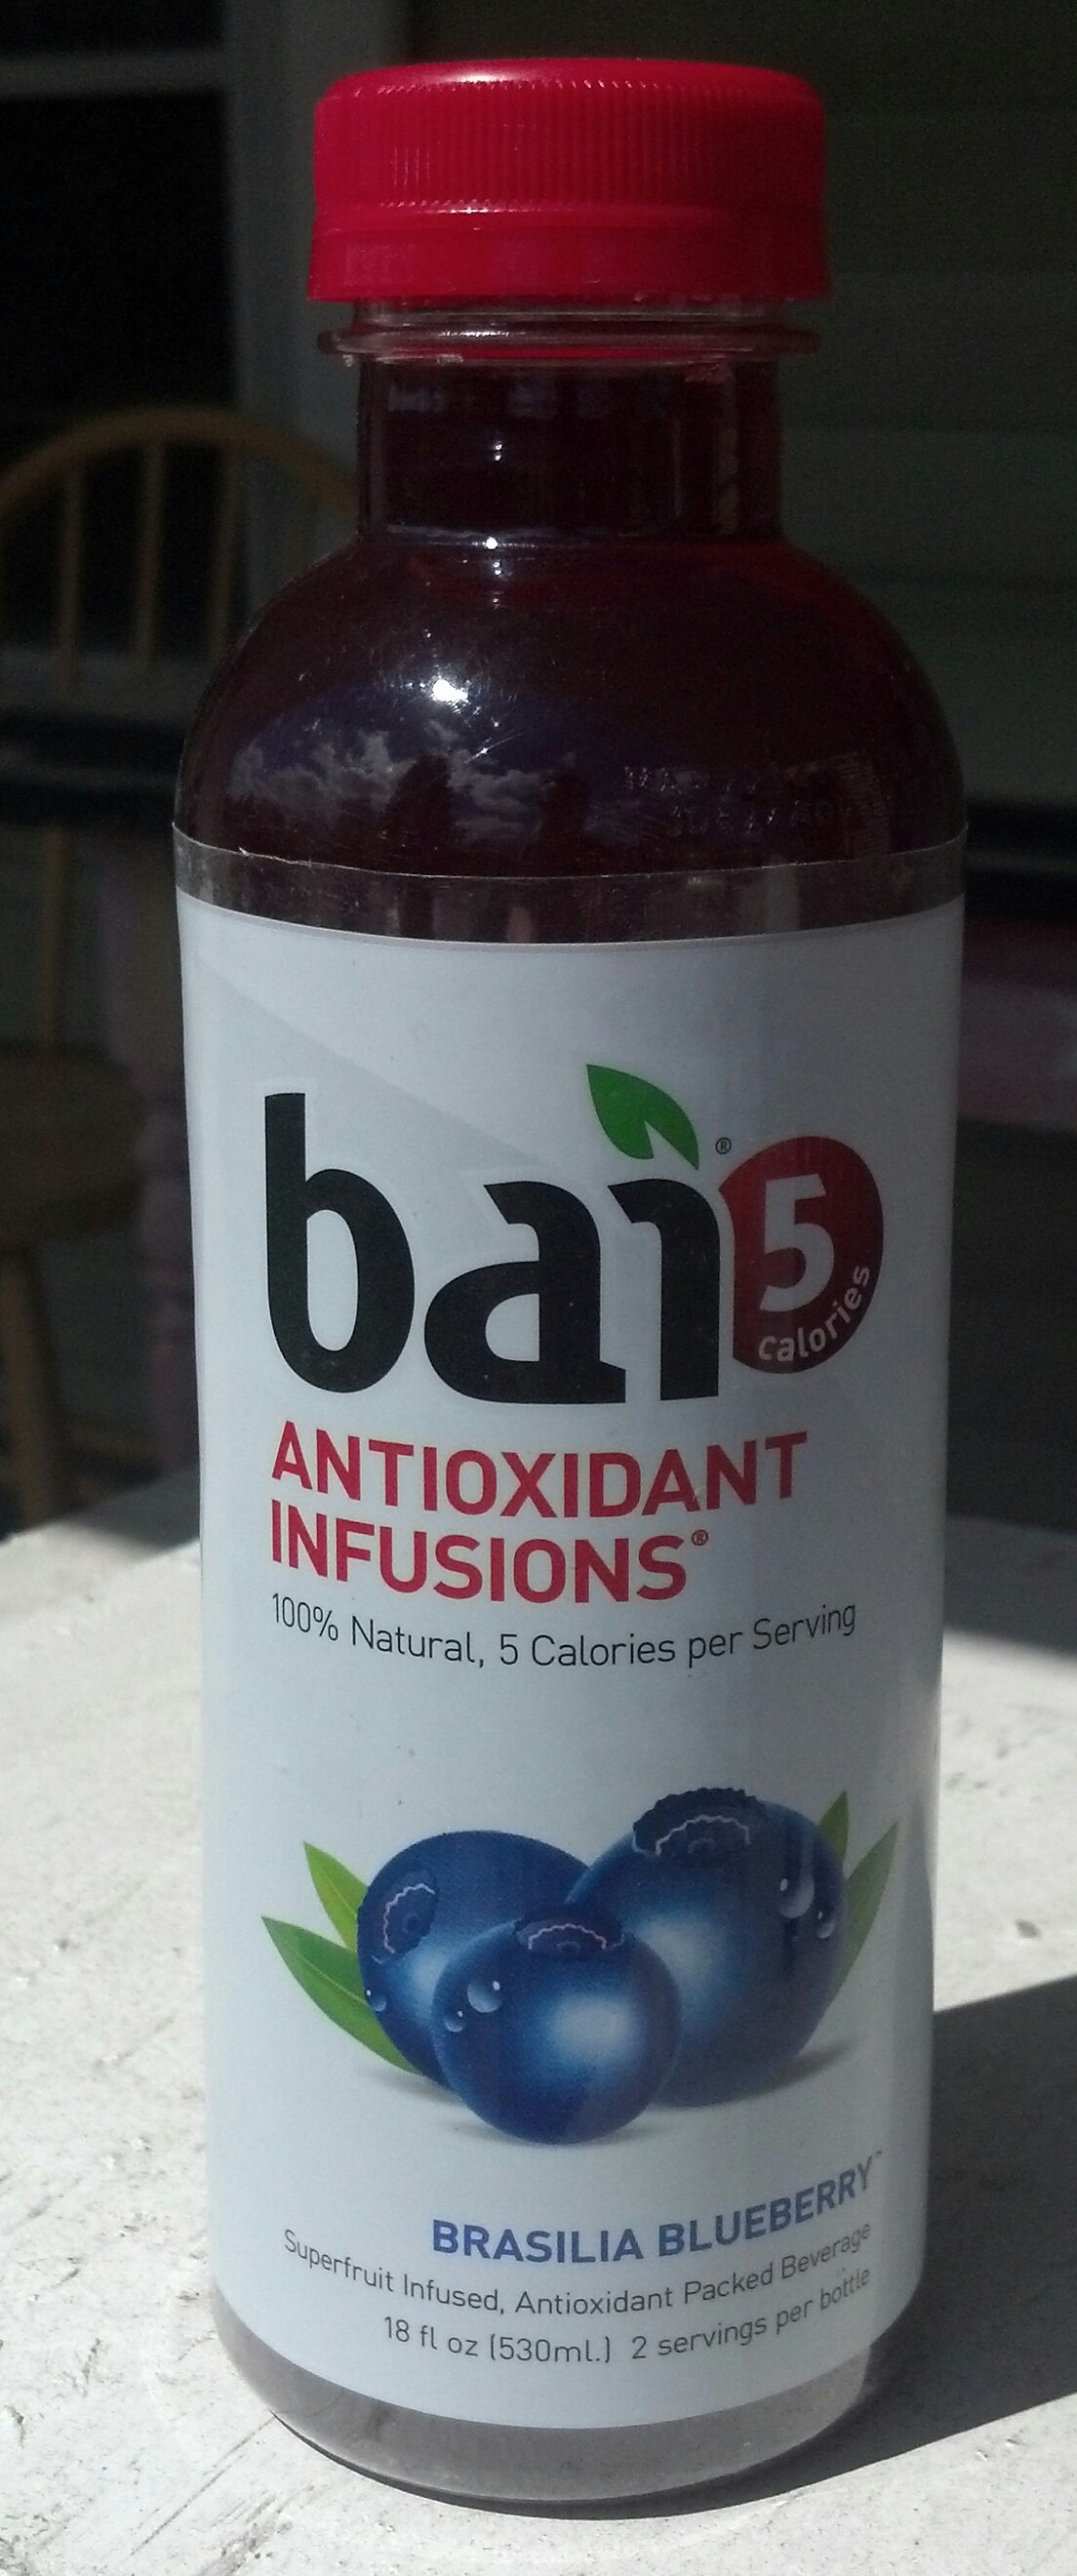 bai®
5
calories
ANTIOXIDANT
INFUSIONS®
100% Natural, 5 Calories per Serving
BRASILIA BLUEBERRY™
Superfruit Infused, Antioxidant Packed Beverage
18 fl oz (530ml.) 2 servings per bottle